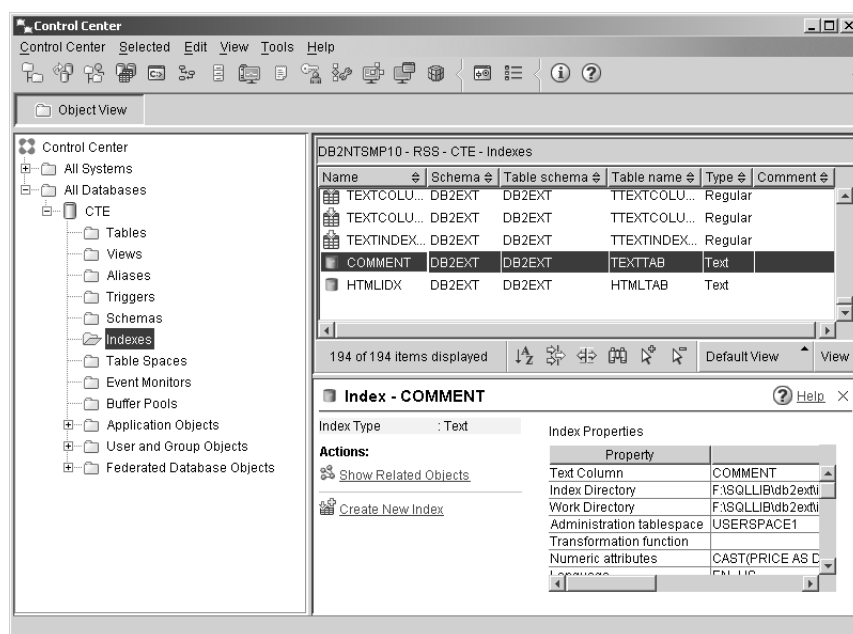 Control Center
Control Center Selected Edit View Tools Help
Object View
Control Center
All Systems
All Databases
CTE
Tables
Views
Aliases
Triggers
Schemas
Indexes
Table Spaces
Event Monitors
Buffer Pools
Application Objects
User and Group Objects
Federated Database Objects
DB2NTSMP10 - RSS - CTE - Indexes
Name Schema Table schema Table name Type Comment
TEXTCOLU... DB2EXT DB2EXT TTEXTCOLU... Regular
TEXTCOLU... DB2EXT DB2EXT TTEXTCOLU... Regular
TEXTINDEX... DB2EXT DB2EXT TTEXTINDEX... Regular
COMMENT DB2EXT DB2EXT TEXTTAB Text
HTMLIDX DB2EXT DB2EXT HTMLTAB Text
194 of 194 items displayed Default View View
Index - COMMENT Help
Index Type : Text
Actions:
Show Related Objects
Create New Index
Index Properties
Property
Text Column COMMENT
Index Directory F:\SQLLIB\db2ext\i
Work Directory F:\SQLLIB\db2ext\i
Administration tablespace USERSPACE1
Transformation function
Numeric attributes CAST(PRICE AS D
Language EN_US